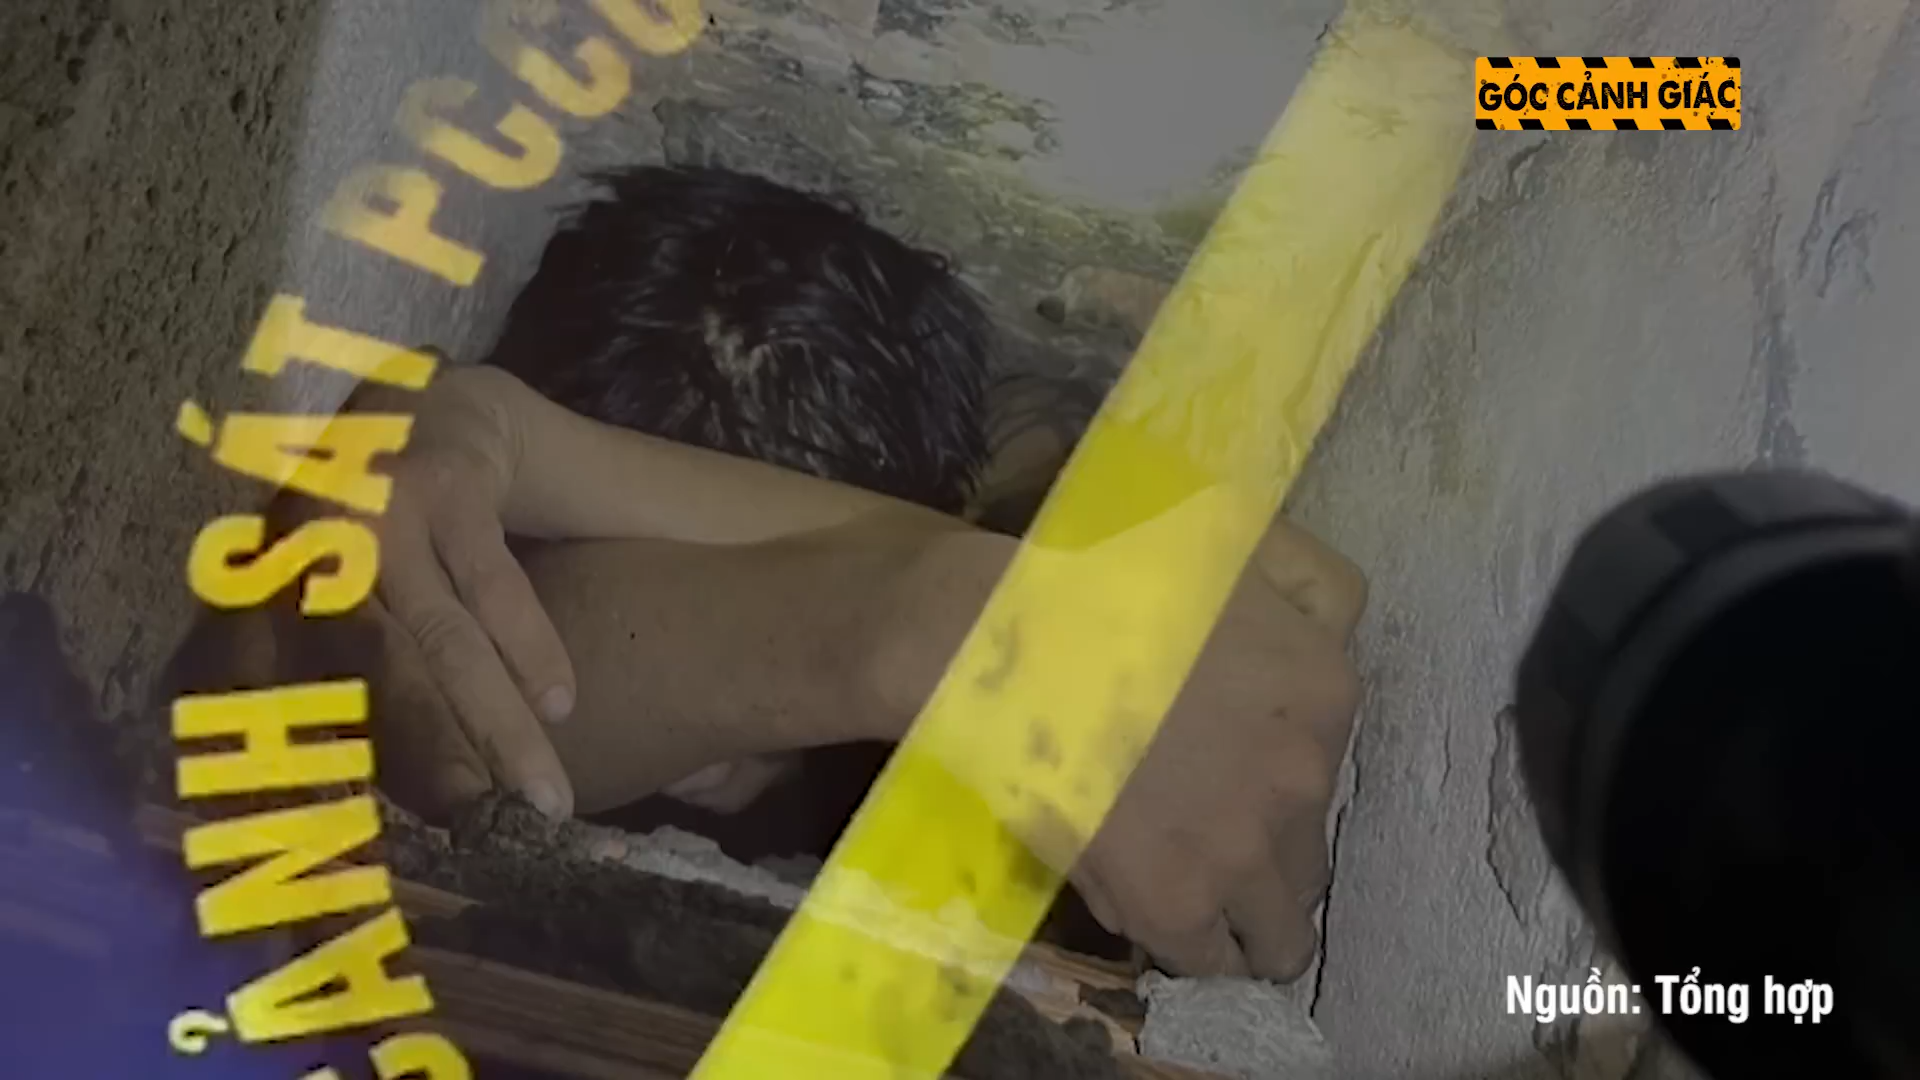 GÓC CẢNH GIÁC
CẢNH SÁT PCCC
Nguồn: Tổng hợp